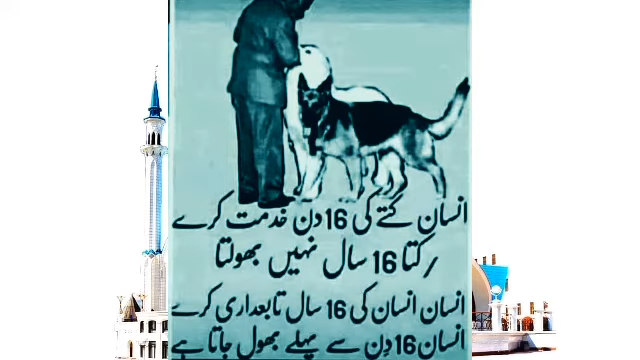 انسان کتے کی 16 دن خدمت کرے
/کتا 16 سال نہیں بھولتا
انسان انسان کی 16 سال تابعداری کرے
انسان 16 دن سے پہلے بھول جاتا ہے